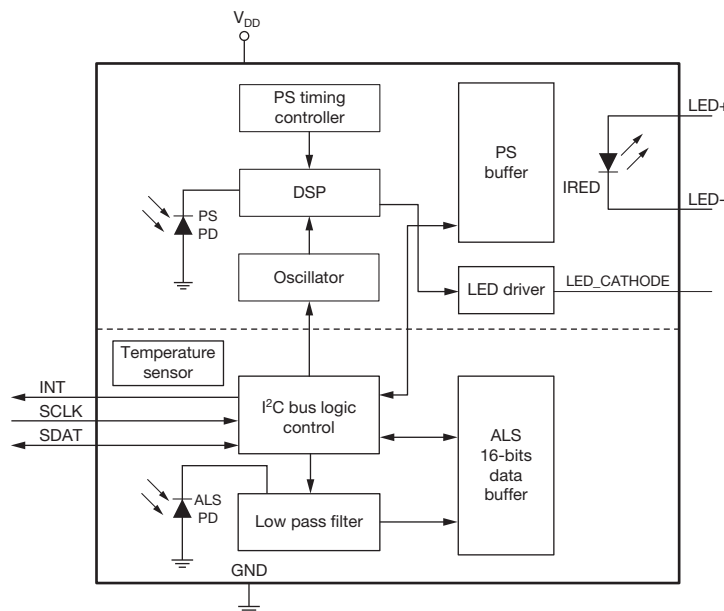 VDD
PS timing
controller
PS
buffer
LED+
IRED
LED-
DSP
PS
PD
Oscillator
LED driver
LED_CATHODE
Temperature
sensor
INT
SCLK
SDAT
I²C bus logic
control
ALS
16-bits
data
buffer
ALS
PD
Low pass filter
GND